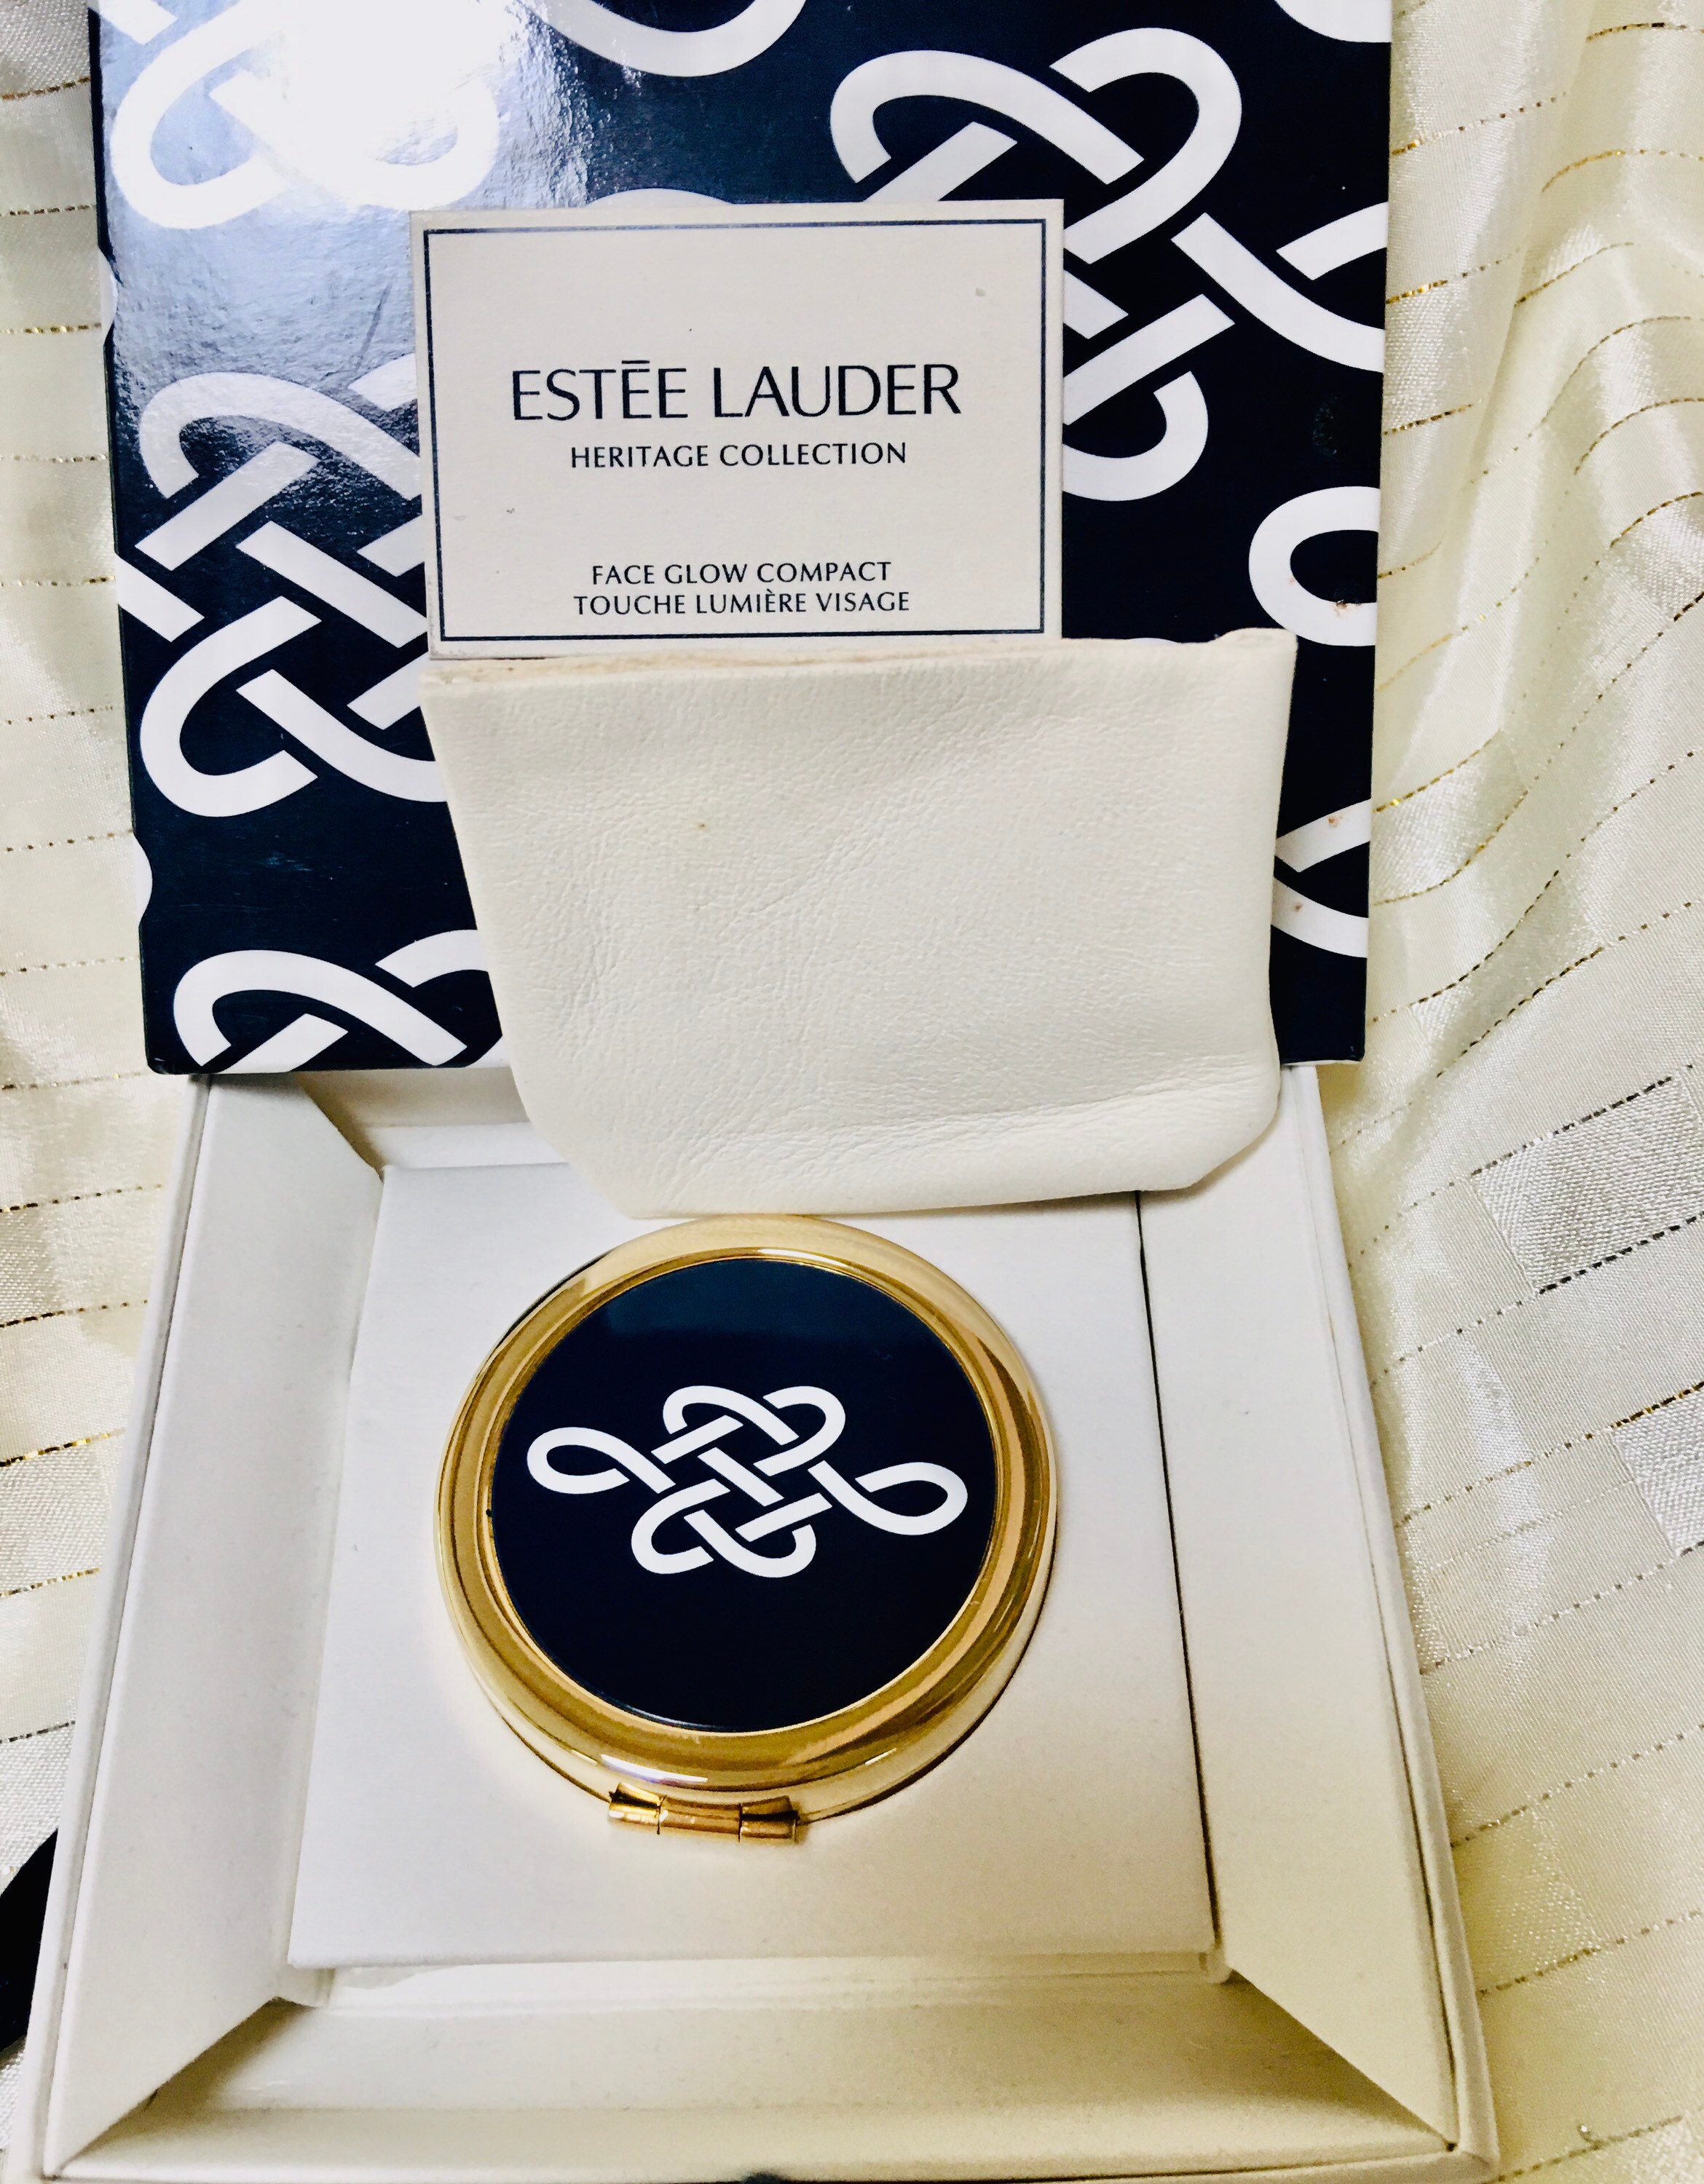 ESTĒE LAUDER
HERITAGE COLLECTION
FACE GLOW COMPACT
TOUCHE LUMIÈRE VISAGE